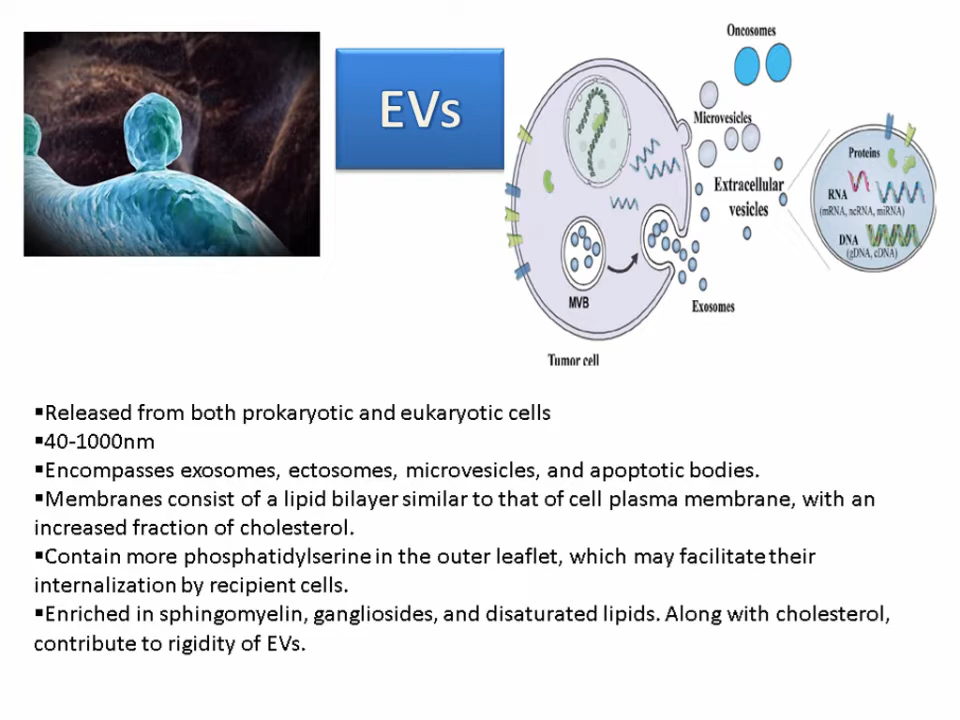 EVs
Oncosomes
Microvesicles
Extracellular
vesicles
Proteins
RNA
(mRNA, ncRNA, miRNA)
DNA
(gDNA, cDNA)
MVB
Exosomes
Tumor cell
▪Released from both prokaryotic and eukaryotic cells
▪40-1000nm
▪Encompasses exosomes, ectosomes, microvesicles, and apoptotic bodies.
▪Membranes consist of a lipid bilayer similar to that of cell plasma membrane, with an
increased fraction of cholesterol.
▪Contain more phosphatidylserine in the outer leaflet, which may facilitate their
internalization by recipient cells.
▪Enriched in sphingomyelin, gangliosides, and disaturated lipids. Along with cholesterol,
contribute to rigidity of EVs.